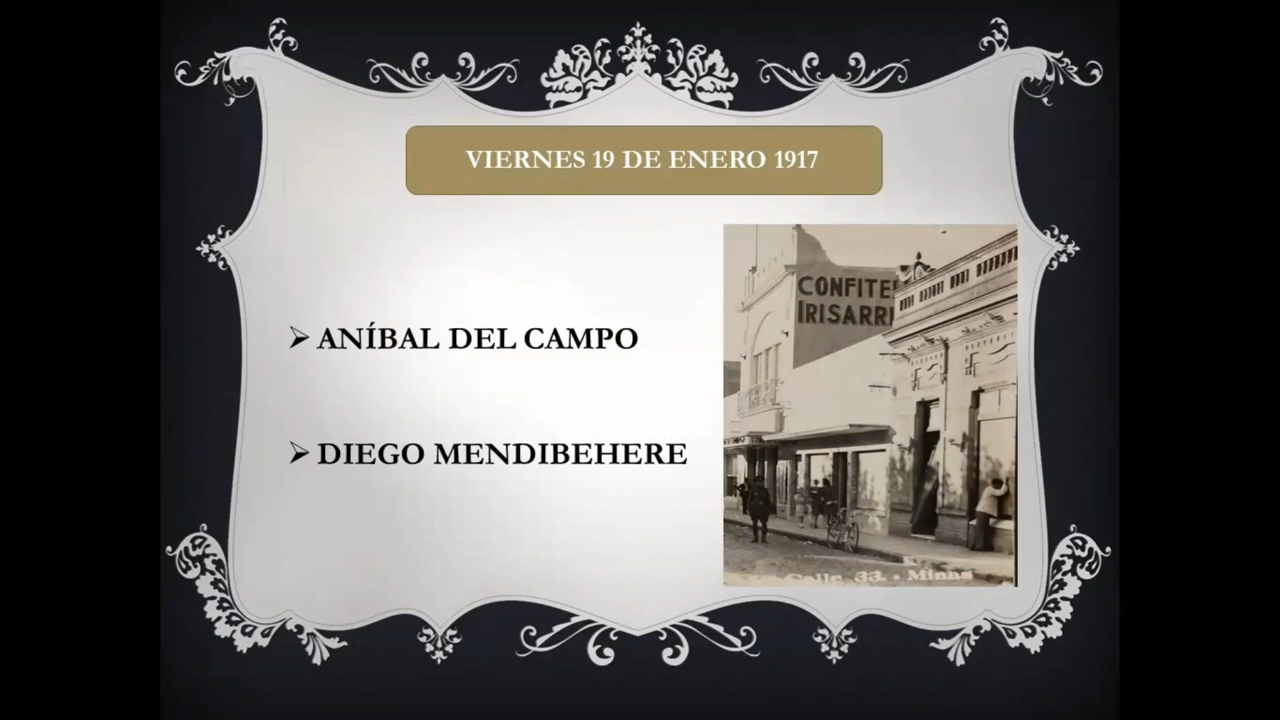 VIERNES 19 DE ENERO 1917
ANÍBAL DEL CAMPO
DIEGO MENDIBEHERE
CONFITE
IRISARRI
Calle 33. - Minas